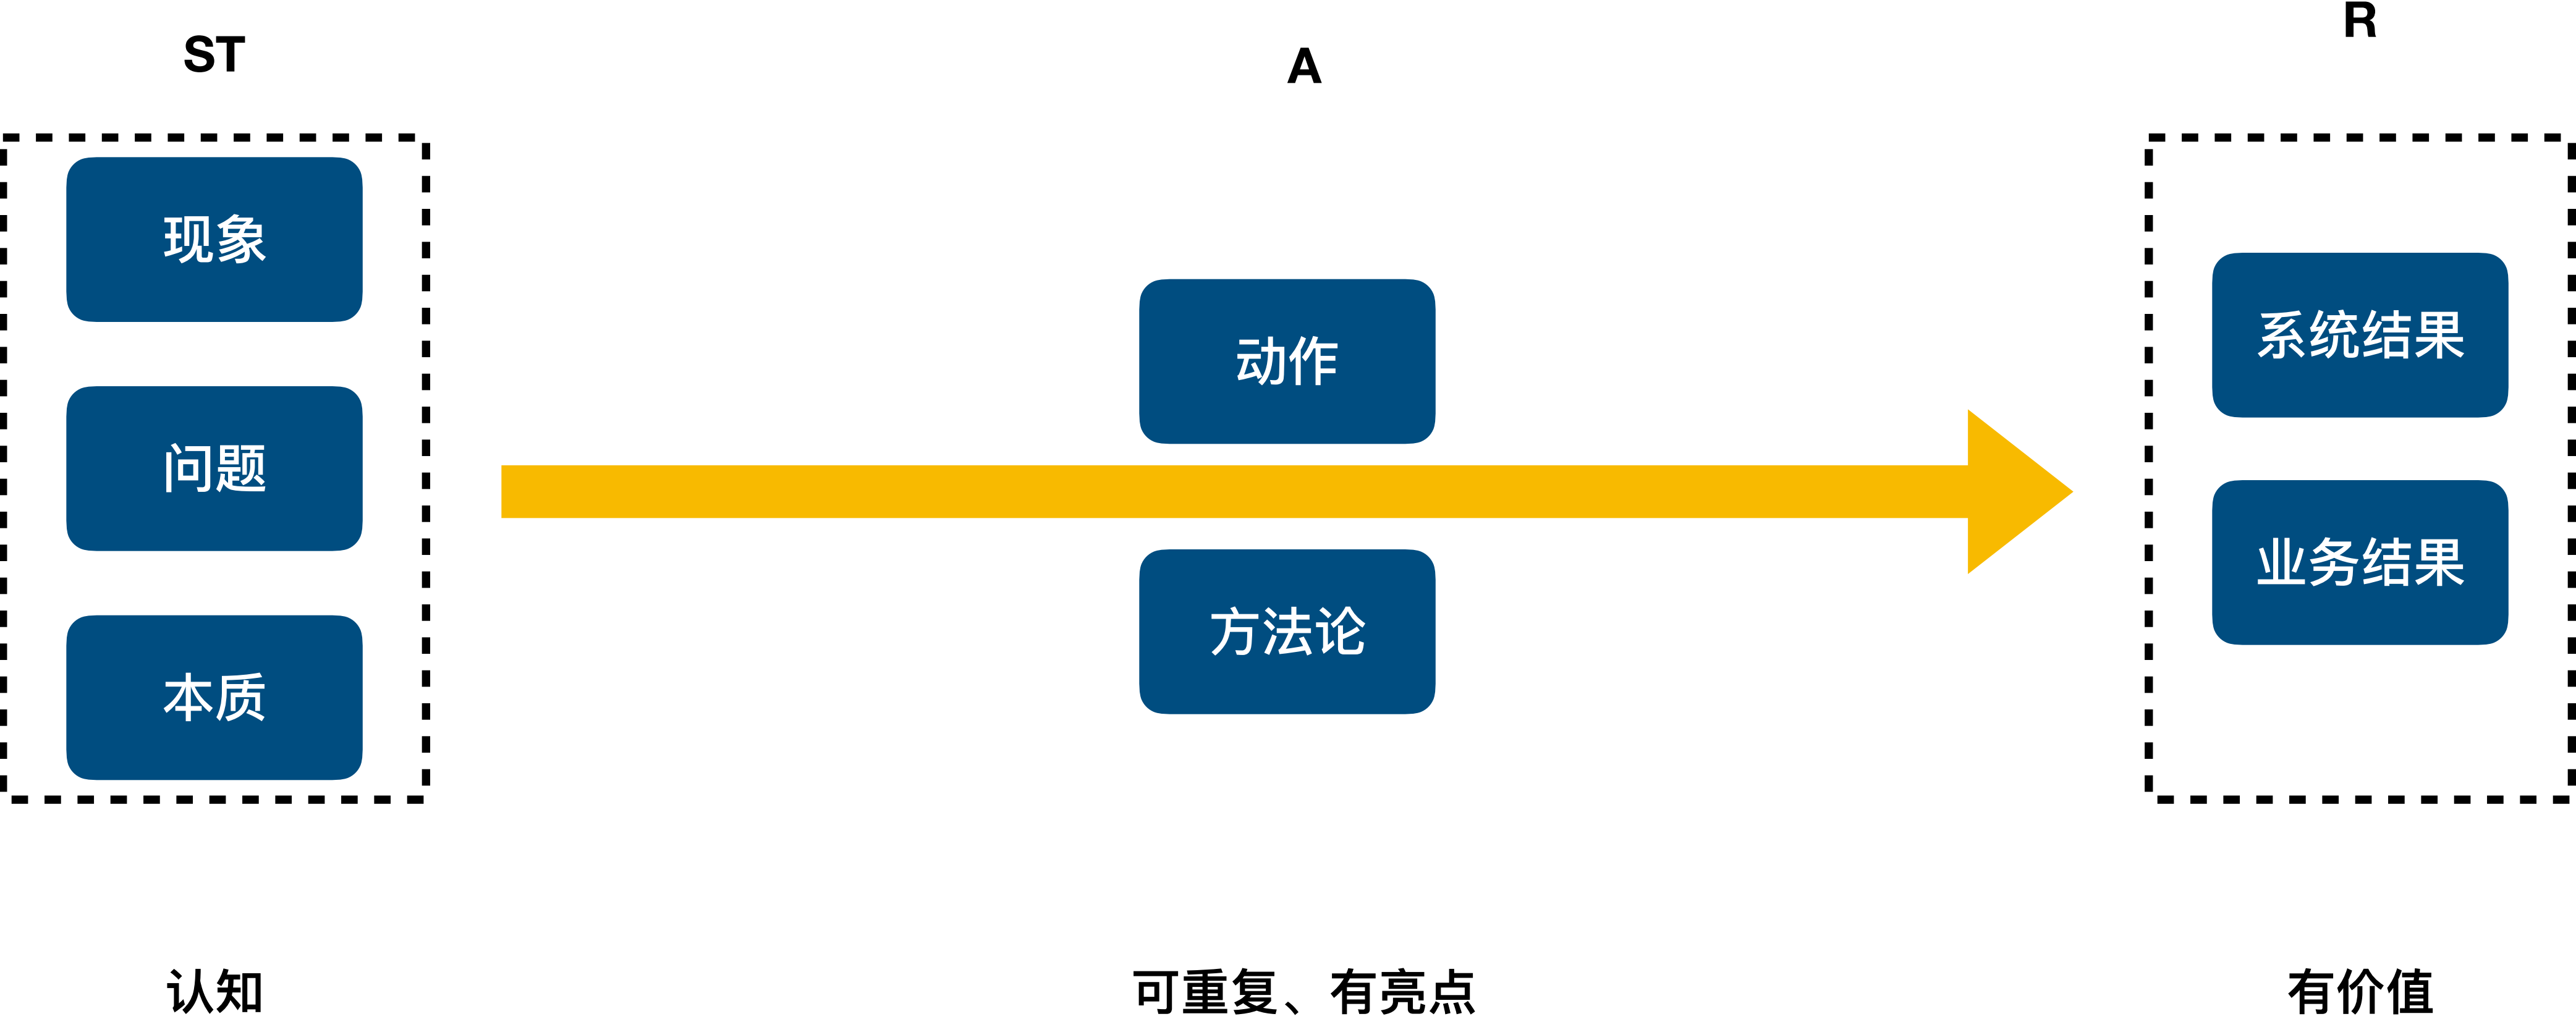 ST
A
R
现象
问题
本质
动作
方法论
系统结果
业务结果
认知
可重复、有亮点
有价值